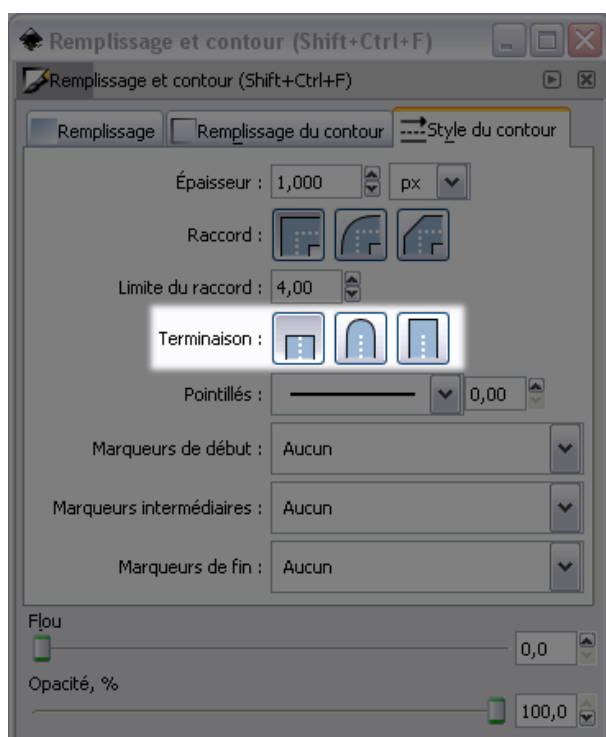 Remplissage et contour (Shift+Ctrl+F)
Remplissage et contour (Shift+Ctrl+F)
Remplissage Remplissage du contour Style du contour
Épaisseur : 1,000 px
Raccord :
Limite du raccord : 4,00
Terminaison :
Pointillés : 0,00
Marqueurs de début : Aucun
Marqueurs intermédiaires : Aucun
Marqueurs de fin : Aucun
Flou
0,0
Opacité, %
100,0